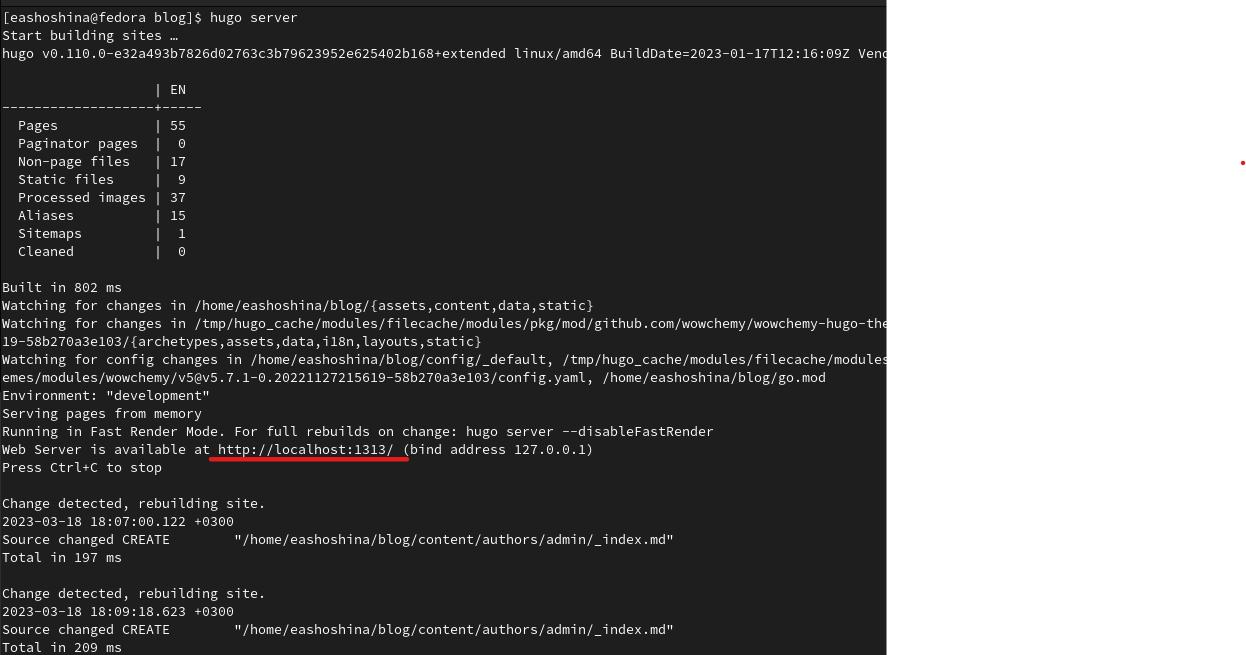 [eashoshina@fedora blog]$ hugo server
Start building sites …
hugo v0.110.0-e32a493b7826d02763c3b79623952e625402b168+extended linux/amd64 BuildDate=2023-01-17T12:16:09Z
                   | EN
-------------------+-----
  Pages            | 55
  Paginator pages  |  0
  Non-page files   | 17
  Static files     |  9
  Processed images | 37
  Aliases          | 15
  Sitemaps         |  1
  Cleaned          |  0
Built in 802 ms
Watching for changes in /home/eashoshina/blog/{assets,content,data,static}
Watching for changes in /tmp/hugo_cache/modules/filecache/modules/pkg/mod/github.com/wowchemy/wowchemy-hugo-the
19-58b270a3e103/{archetypes,assets,data,i18n,layouts,static}
Watching for config changes in /home/eashoshina/blog/config/_default, /tmp/hugo_cache/modules/filecache/modules
emes/modules/wowchemy/v5@v5.7.1-0.20221127215619-58b270a3e103/config.yaml, /home/eashoshina/blog/go.mod
Environment: "development"
Serving pages from memory
Running in Fast Render Mode. For full rebuilds on change: hugo server --disableFastRender
Web Server is available at http://localhost:1313/ (bind address 127.0.0.1)
Press Ctrl+C to stop
Change detected, rebuilding site.
2023-03-18 18:07:00.122 +0300
Source changed CREATE        "/home/eashoshina/blog/content/authors/admin/_index.md"
Total in 197 ms
Change detected, rebuilding site.
2023-03-18 18:09:18.623 +0300
Source changed CREATE        "/home/eashoshina/blog/content/authors/admin/_index.md"
Total in 209 ms